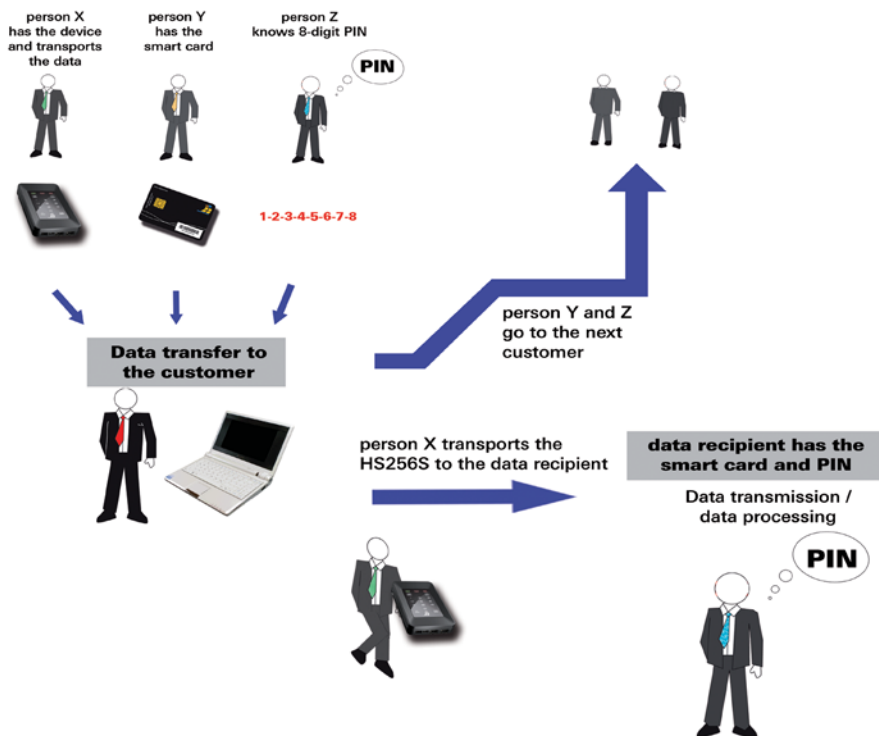 person X
has the device
and transports
the data
person Y
has the
smart card
person Z
knows 8-digit PIN
PIN
1-2-3-4-5-6-7-8
Data transfer to
the customer
person Y and Z
go to the next
customer
person X transports the
HS256S to the data recipient
data recipient has the
smart card and PIN
Data transmission /
data processing
PIN